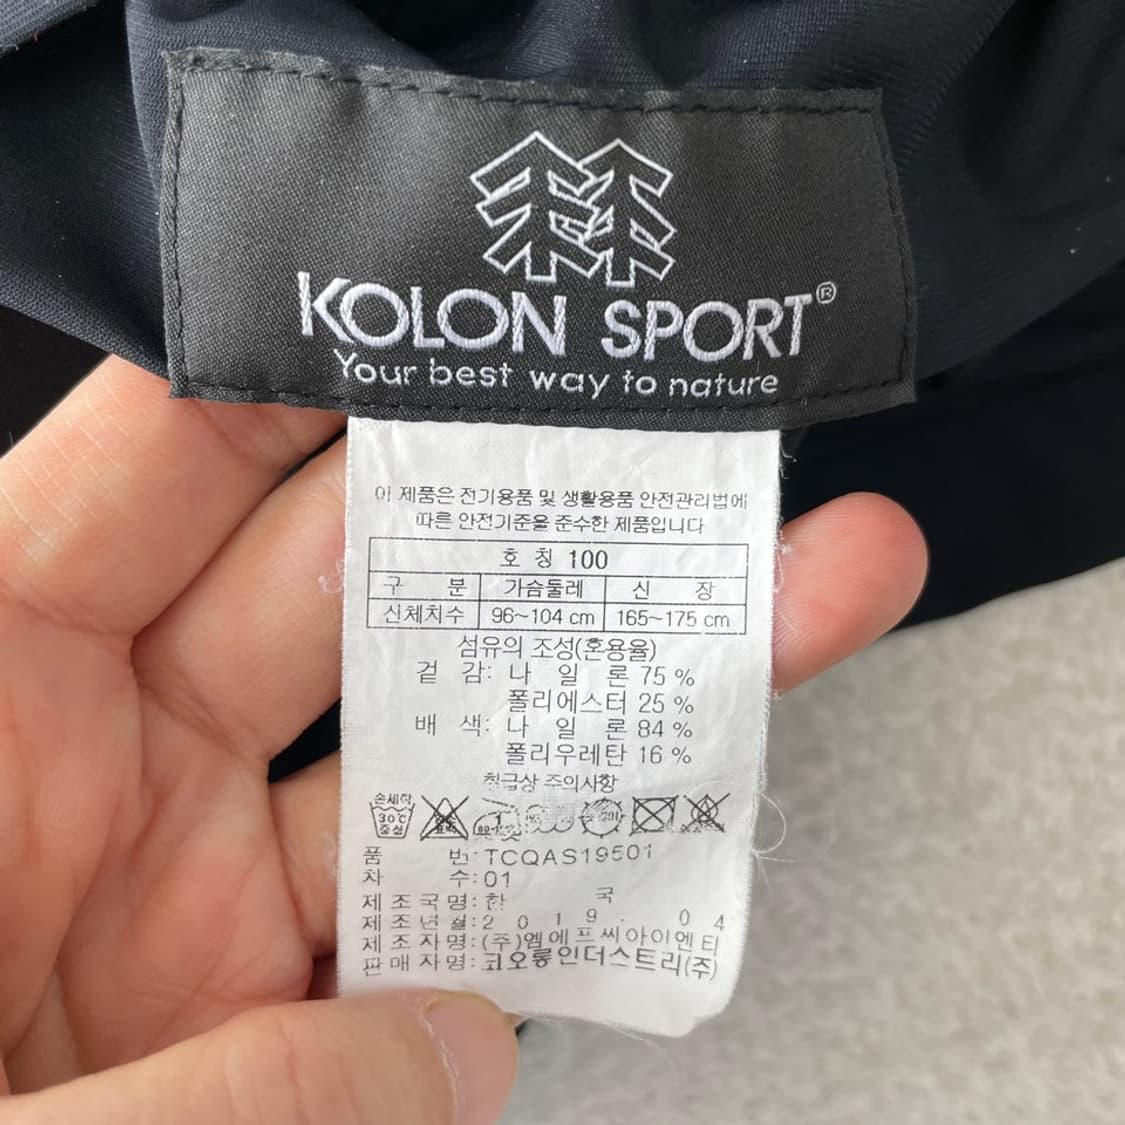 KOLON SPORT®
Your best way to nature
이 제품은 전기용품 및 생활용품 안전관리법에
따른 안전기준을 준수한 제품입니다
호 칭 100
구 분 가슴둘레 신 장
신체치수 96~104 cm 165~175 cm
섬유의 조성(혼용율)
겉 감: 나 일 론 75 %
폴리에스터 25 %
배 색: 나 일 론 84 %
폴리우레탄 16 %
취급상 주의사항
손세탁
30℃
중성
표백
품 번: TCQAS19501
차 수: 01
제 조 국 명: 한 국
제 조 년 월: 2 0 1 9 . 0 4
제 조 자 명: (주)엠에프씨아이엔티
판 매 자 명: 코오롱인더스트리(주)